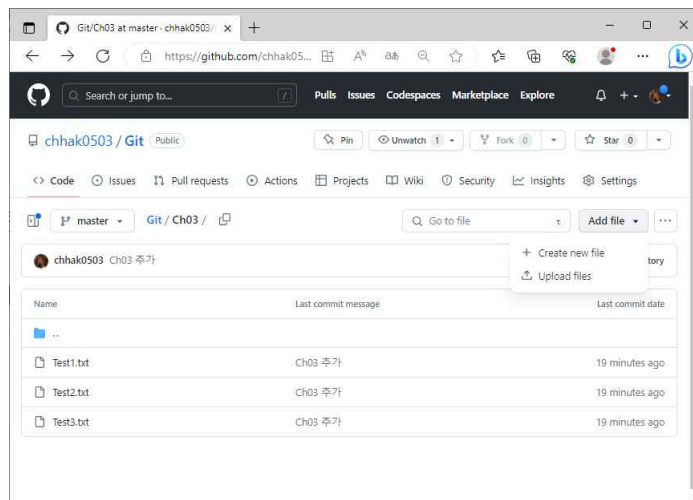 Git/Ch03 at master · chhak0503/
https://github.com/chhak05...
Search or jump to... / Pulls Issues Codespaces Marketplace Explore
chhak0503 / Git Public Pin Unwatch 1 Fork 0 Star 0
Code Issues Pull requests Actions Projects Wiki Security Insights Settings
master Git / Ch03 / Go to file t Add file
chhak0503 Ch03 추가 tory
Create new file
Upload files
Name Last commit message Last commit date
..
Test1.txt Ch03 추가 19 minutes ago
Test2.txt Ch03 추가 19 minutes ago
Test3.txt Ch03 추가 19 minutes ago